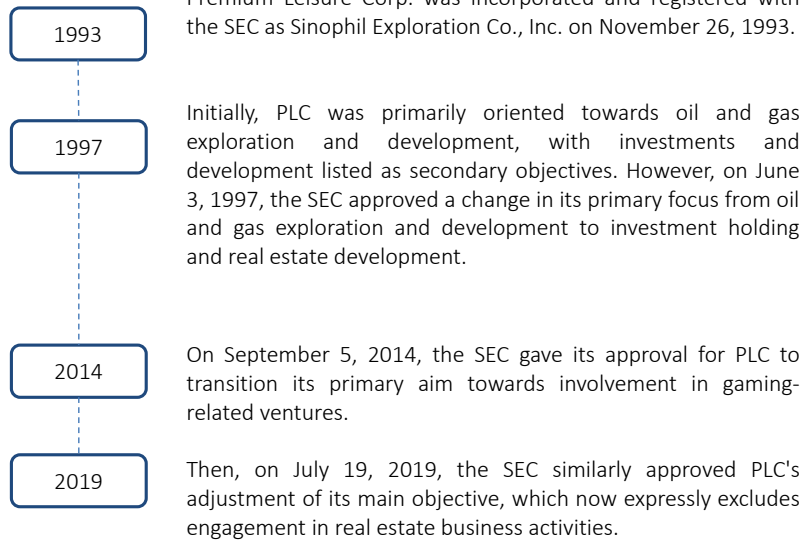 1993
Premium Leisure Corp. was incorporated and registered with
the SEC as Sinophil Exploration Co., Inc. on November 26, 1993.
1997
Initially, PLC was primarily oriented towards oil and gas
exploration and development, with investments and
development listed as secondary objectives. However, on June
3, 1997, the SEC approved a change in its primary focus from oil
and gas exploration and development to investment holding
and real estate development.
2014
On September 5, 2014, the SEC gave its approval for PLC to
transition its primary aim towards involvement in gaming-
related ventures.
2019
Then, on July 19, 2019, the SEC similarly approved PLC's
adjustment of its main objective, which now expressly excludes
engagement in real estate business activities.